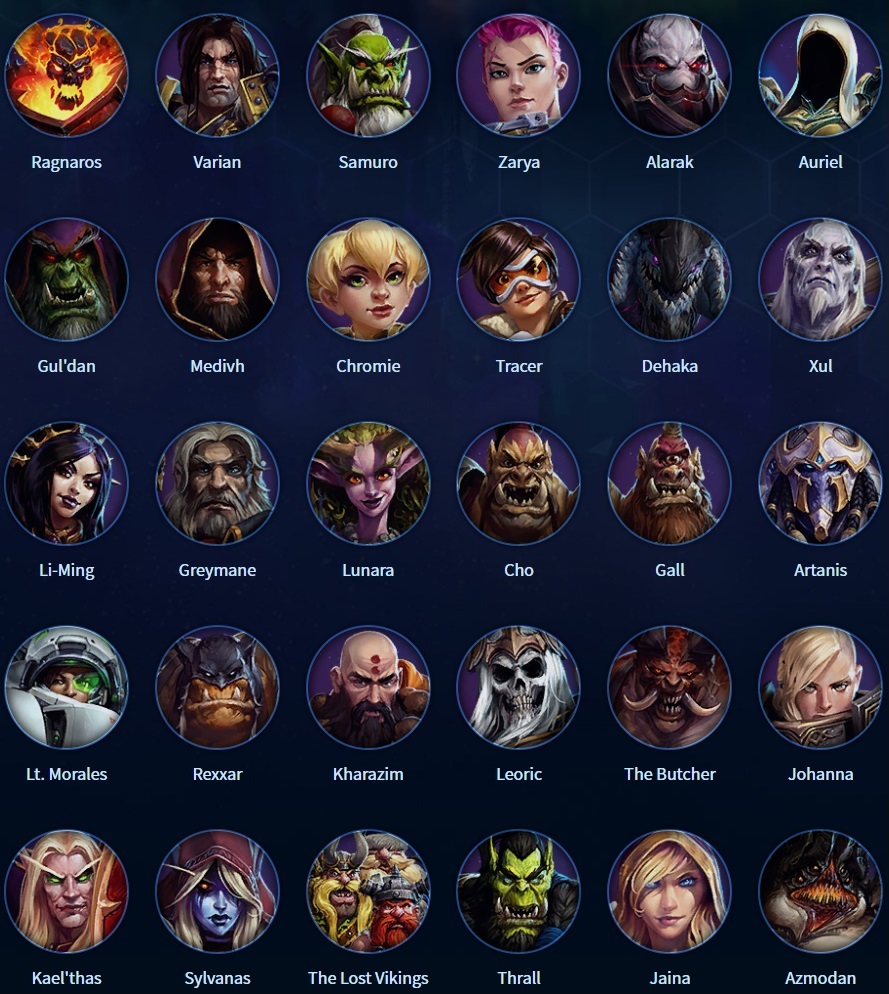 Ragnaros
Varian
Samuro
Zarya
Alarak
Auriel
Gul'dan
Medivh
Chromie
Tracer
Dehaka
Xul
Li-Ming
Greymane
Lunara
Cho
Gall
Artanis
Lt. Morales
Rexxar
Kharazim
Leoric
The Butcher
Johanna
Kael'thas
Sylvanas
The Lost Vikings
Thrall
Jaina
Azmodan